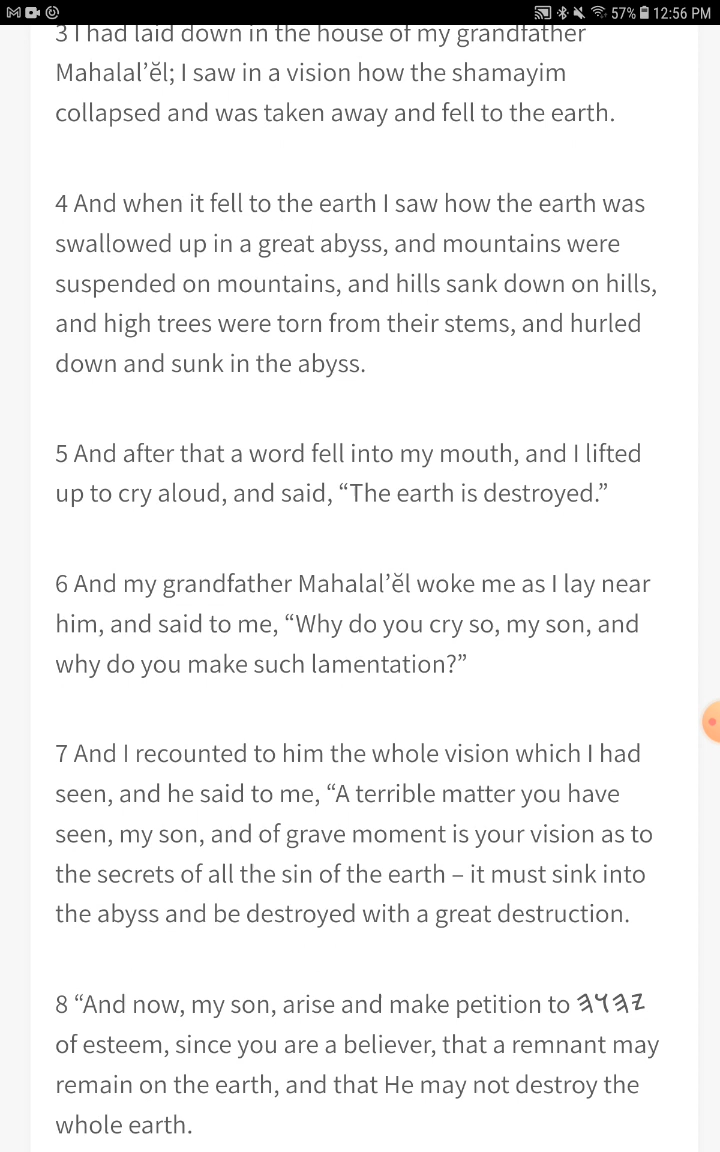 57% 12:56 PM
3 I had laid down in the house of my grandfather
Mahalal’ĕl; I saw in a vision how the shamayim
collapsed and was taken away and fell to the earth.
4 And when it fell to the earth I saw how the earth was
swallowed up in a great abyss, and mountains were
suspended on mountains, and hills sank down on hills,
and high trees were torn from their stems, and hurled
down and sunk in the abyss.
5 And after that a word fell into my mouth, and I lifted
up to cry aloud, and said, “The earth is destroyed.”
6 And my grandfather Mahalal’ĕl woke me as I lay near
him, and said to me, “Why do you cry so, my son, and
why do you make such lamentation?”
7 And I recounted to him the whole vision which I had
seen, and he said to me, “A terrible matter you have
seen, my son, and of grave moment is your vision as to
the secrets of all the sin of the earth – it must sink into
the abyss and be destroyed with a great destruction.
8 “And now, my son, arise and make petition to 𐤉𐤄𐤅𐤄
of esteem, since you are a believer, that a remnant may
remain on the earth, and that He may not destroy the
whole earth.